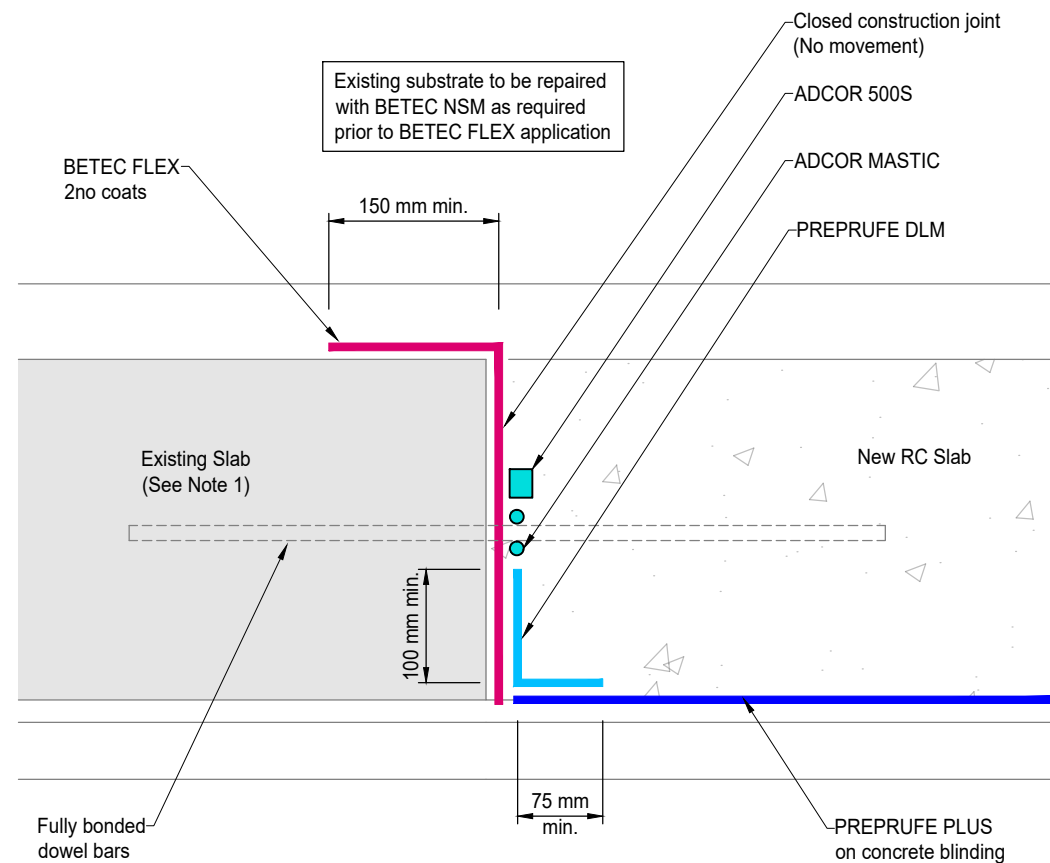 Closed construction joint
(No movement)
Existing substrate to be repaired
with BETEC NSM as required
prior to BETEC FLEX application
ADCOR 500S
BETEC FLEX
2no coats
ADCOR MASTIC
150 mm min.
PREPRUFE DLM
Existing Slab
(See Note 1)
New RC Slab
100 mm min.
75 mm
min.
Fully bonded
dowel bars
PREPRUFE PLUS
on concrete blinding